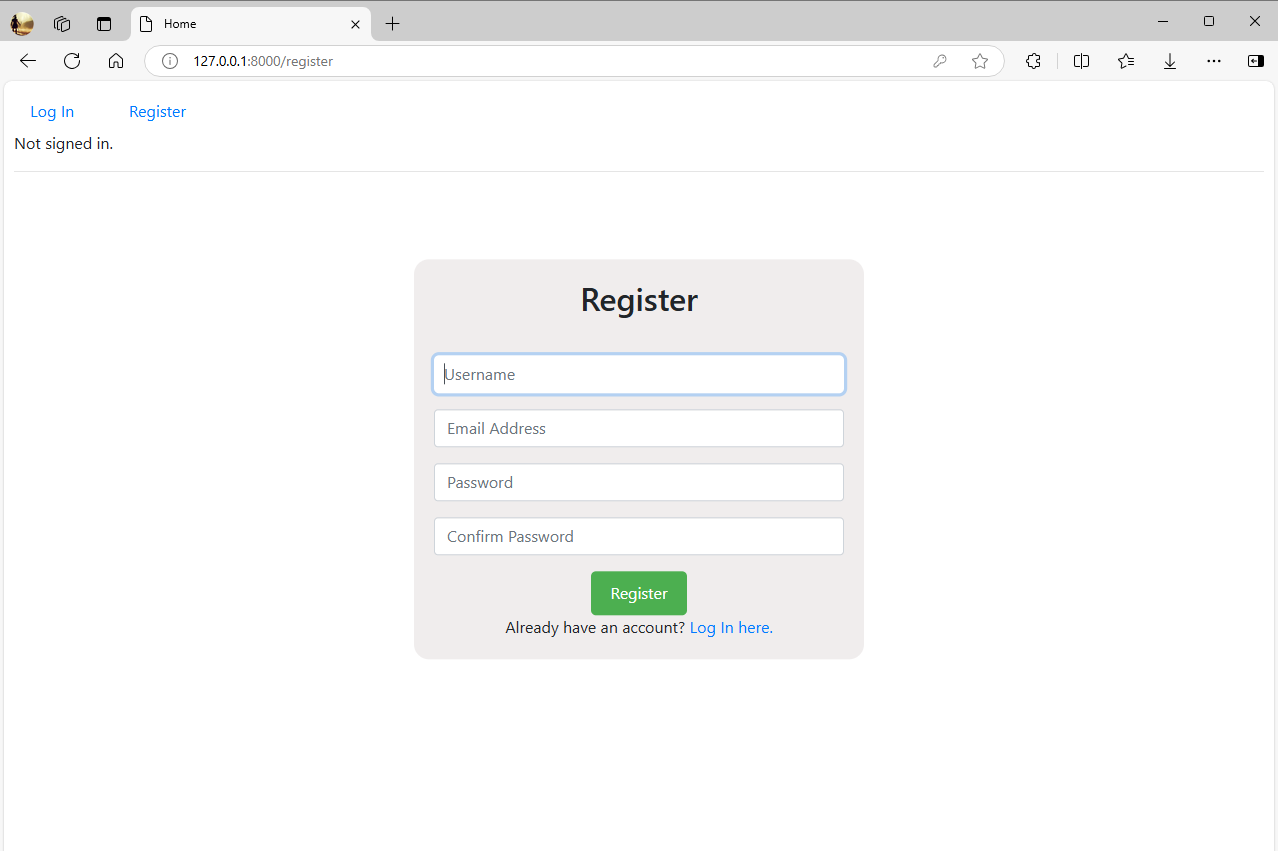 Home
127.0.0.1:8000/register
Log In Register
Not signed in.
Register
Username
Email Address
Password
Confirm Password
Register
Already have an account? Log In here.